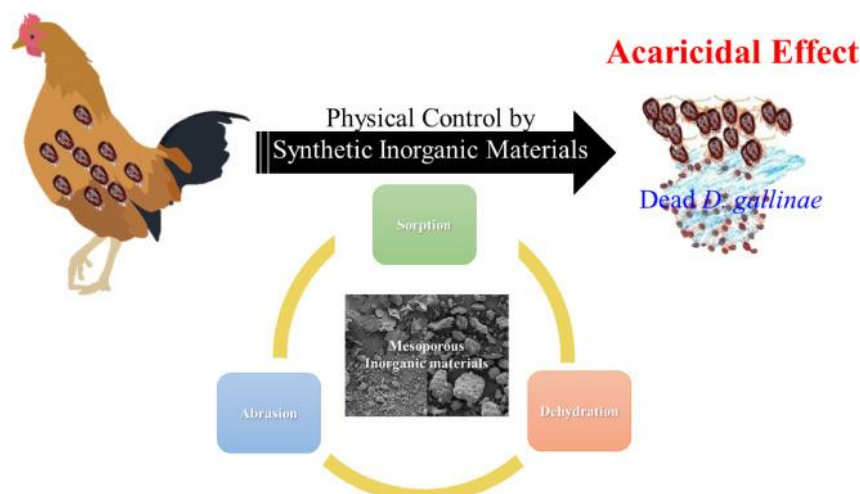 Acaricidal Effect
Physical Control by
Synthetic Inorganic Materials
Dead D. gallinae
Sorption
Mesoporous
Inorganic materials
Abrasion
Dehydration